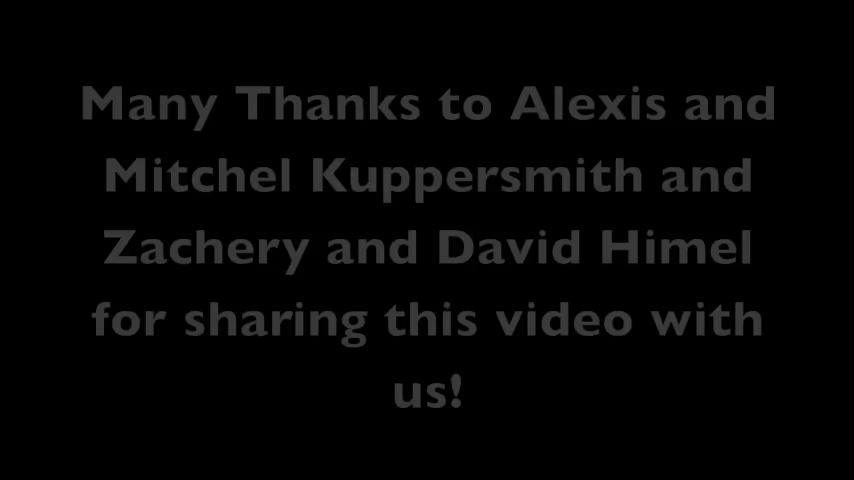 Many Thanks to Alexis and
Mitchel Kuppersmith and
Zachery and David Himel
for sharing this video with
us!